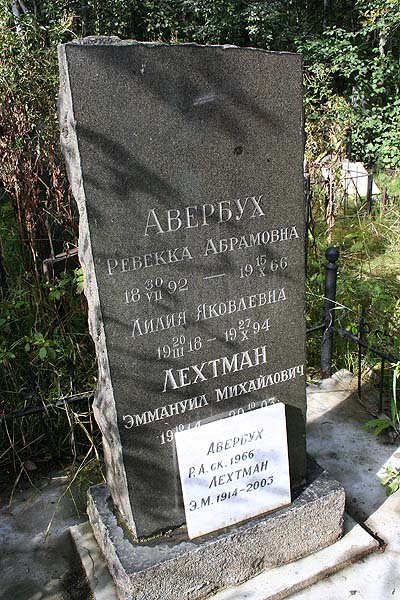 АВЕРБУХ
РЕВЕККА АБРАМОВНА
18 30/VII 92 — 19 15/X 66
ЛИЛИЯ ЯКОВЛЕВНА
19 20/III 18 — 19 27/X 94
ЛЕХТМАН
ЭММАНУИЛ МИХАЙЛОВИЧ
АВЕРБУХ
Р.А. СК. 1966
ЛЕХТМАН
Э.М. 1914-2003